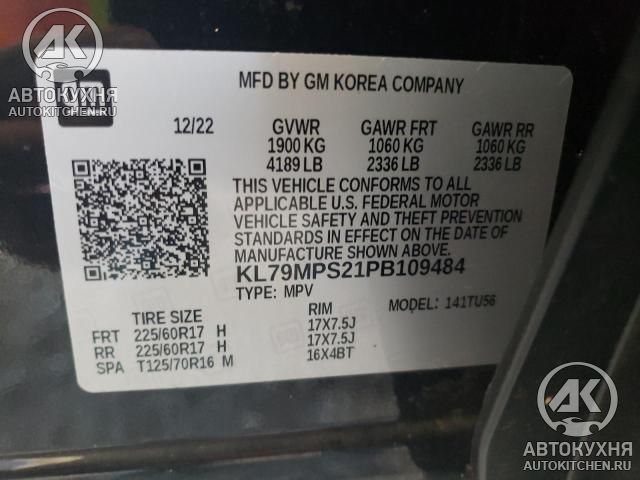 АВТОКУХНЯ
AUTOKITCHEN.RU
gm
MFD BY GM KOREA COMPANY
12/22 GVWR GAWR FRT GAWR RR
1900 KG 1060 KG 1060 KG
4189 LB 2336 LB 2336 LB
THIS VEHICLE CONFORMS TO ALL
APPLICABLE U.S. FEDERAL MOTOR
VEHICLE SAFETY AND THEFT PREVENTION
STANDARDS IN EFFECT ON THE DATE OF
MANUFACTURE SHOWN ABOVE.
KL79MPS21PB109484
TYPE: MPV MODEL: 141TU56
TIRE SIZE RIM
FRT 225/60R17 H 17X7.5J
RR 225/60R17 H 17X7.5J
SPA T125/70R16 M 16X4BT
АК
АВТОКУХНЯ
AUTOKITCHEN.RU